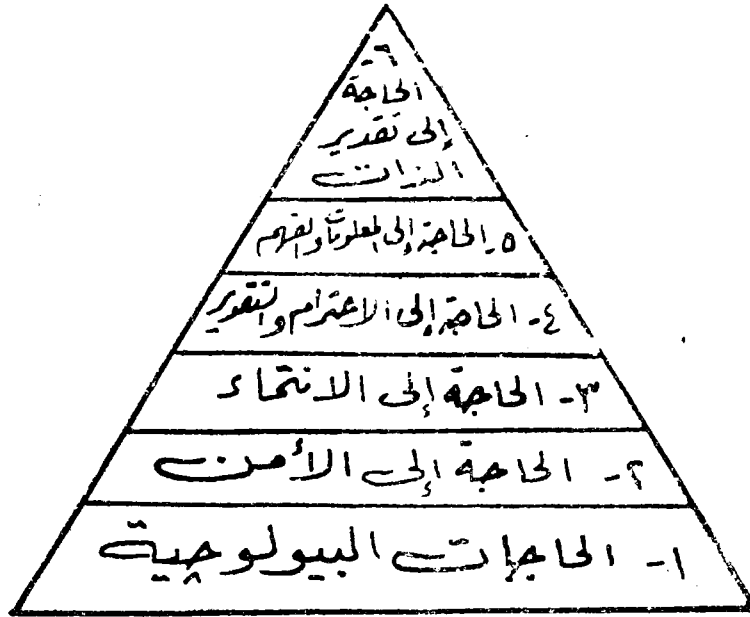 ٦-
الحاجة
إلى تقدير
الذات
٥- الحاجة إلى المعلومات والفهم
٤- الحاجة إلى الاحترام والتقدير
٣- الحاجة إلى الانتماء
٢- الحاجة إلى الأمن
١- الحاجات البيولوجية